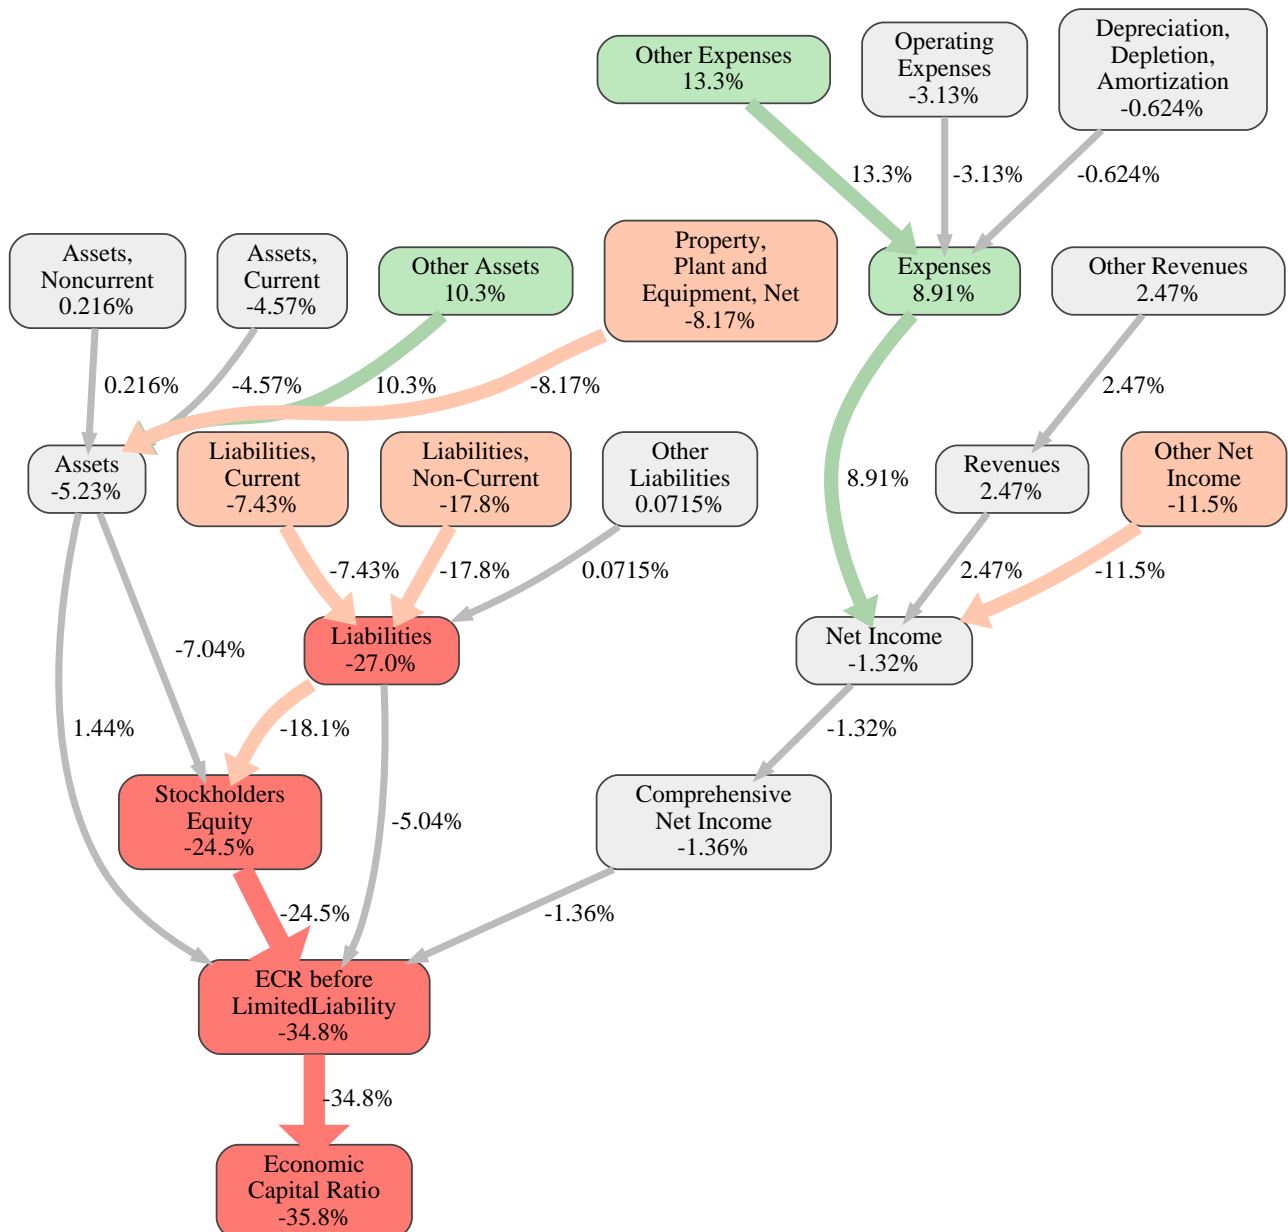 Other Expenses
13.3%
Operating
Expenses
-3.13%
Depreciation,
Depletion,
Amortization
-0.624%
13.3%
-3.13%
-0.624%
Assets,
Noncurrent
0.216%
Assets,
Current
-4.57%
Other Assets
10.3%
Property,
Plant and
Equipment, Net
-8.17%
Expenses
8.91%
Other Revenues
2.47%
0.216%
-4.57%
10.3%
-8.17%
2.47%
Assets
-5.23%
Liabilities,
Current
-7.43%
Liabilities,
Non-Current
-17.8%
Other
Liabilities
0.0715%
8.91%
Revenues
2.47%
Other Net
Income
-11.5%
-7.43%
-17.8%
0.0715%
2.47%
-11.5%
Liabilities
-27.0%
Net Income
-1.32%
-7.04%
1.44%
-18.1%
-1.32%
Stockholders
Equity
-24.5%
-5.04%
Comprehensive
Net Income
-1.36%
-24.5%
-1.36%
ECR before
LimitedLiability
-34.8%
-34.8%
Economic
Capital Ratio
-35.8%